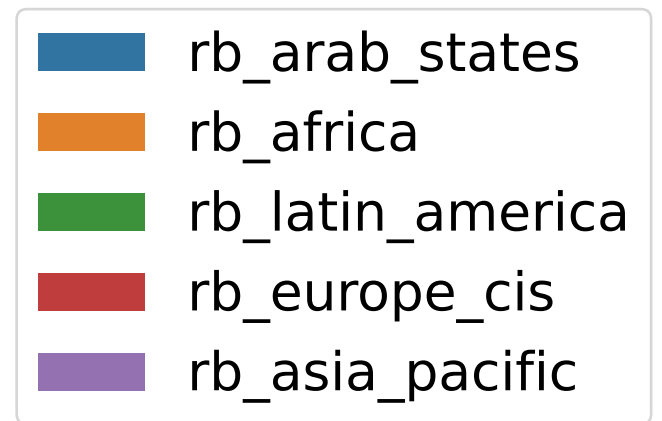 rb_arab_states
rb_africa
rb_latin_america
rb_europe_cis
rb_asia_pacific